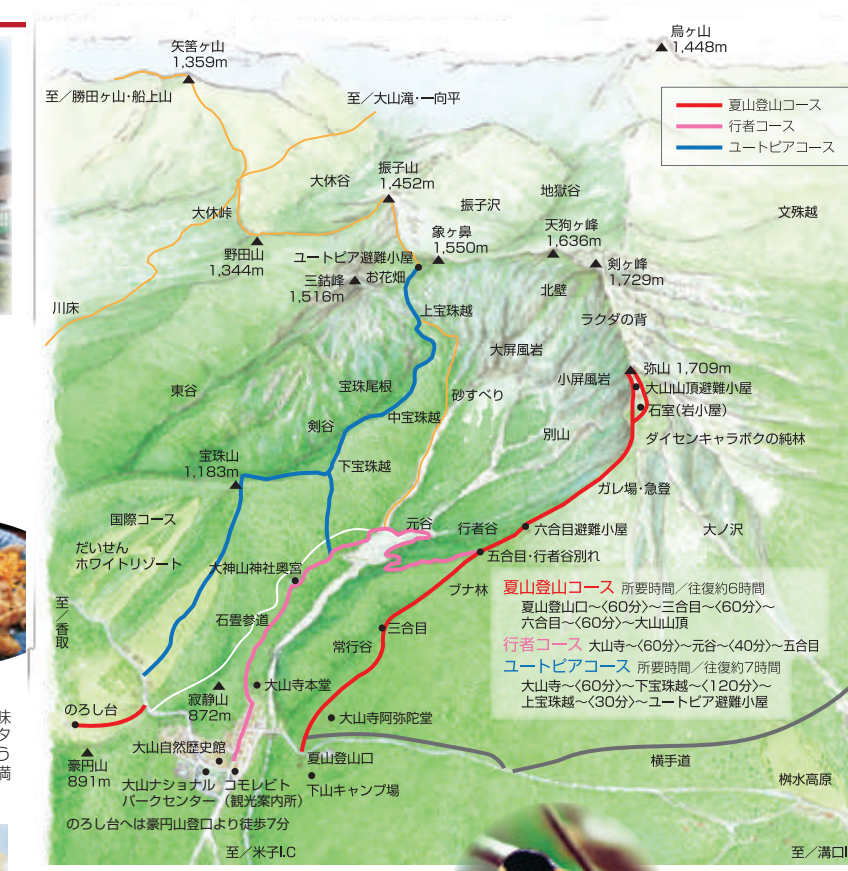 烏ヶ山
1,448m
矢筈ヶ山
1,359m
至／勝田ヶ山・船上山
至／大山滝・一向平
夏山登山コース
行者コース
ユートピアコース
大休谷
振子山
1,452m
地獄谷
大休峠
振子沢
文殊越
野田山
1,344m
象ヶ鼻
1,550m
天狗ヶ峰
1,636m
ユートピア避難小屋
お花畑
三鈷峰
1,516m
剣ヶ峰
1,729m
北壁
川床
上宝珠越
ラクダの背
大屏風岩
弥山 1,709m
小屏風岩
大山山頂避難小屋
東谷
宝珠尾根
砂すべり
石室（岩小屋）
中宝珠越
剣谷
別山
ダイセンキャラボクの純林
宝珠山
1,183m
下宝珠越
ガレ場・急登
国際コース
元谷
行者谷
六合目避難小屋
大ノ沢
だいせん
ホワイトリゾート
大神山神社奥宮
五合目・行者谷別れ
ブナ林
至／香取
石畳参道
三合目
常行谷
夏山登山コース 所要時間／往復約6時間
夏山登山口〜〈60分〉〜三合目〜〈60分〉〜
六合目〜〈60分〉〜大山山頂
行者コース 大山寺〜〈60分〉〜元谷〜〈40分〉〜五合目
ユートピアコース 所要時間／往復約7時間
大山寺〜〈60分〉〜下宝珠越〜〈120分〉〜
上宝珠越〜〈30分〉〜ユートピア避難小屋
大山寺本堂
寂静山
872m
のろし台
大山寺阿弥陀堂
味
タ
う
満
豪円山
891m
大山自然歴史館
夏山登山口
横手道
大山ナショナル
パークセンター
コモレビト
（観光案内所）
下山キャンプ場
桝水高原
のろし台へは豪円山登口より徒歩7分
至／米子I.C
至／溝口I